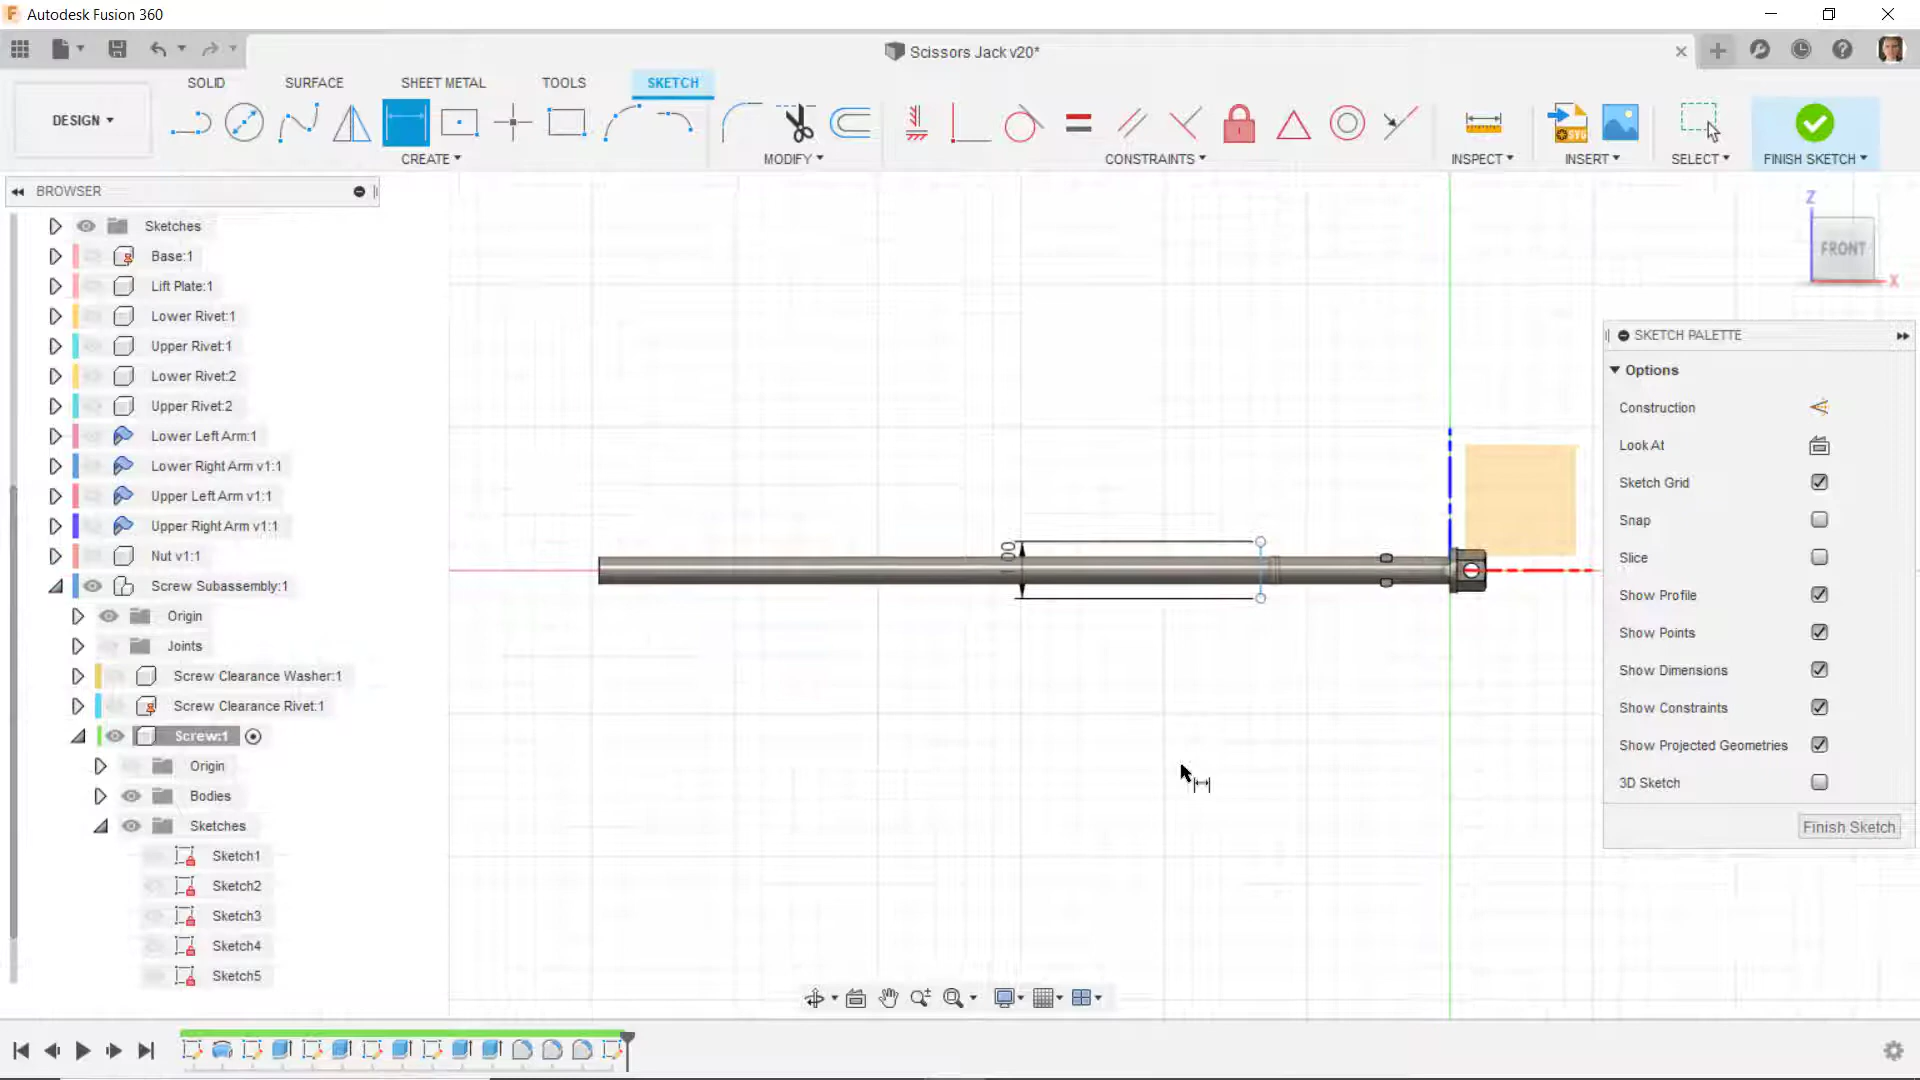 Autodesk Fusion 360
Scissors Jack v20*
SOLID
SURFACE
SHEET METAL
TOOLS
SKETCH
DESIGN
CREATE
MODIFY
CONSTRAINTS
INSPECT
INSERT
SELECT
FINISH SKETCH
SVG
BROWSER
Sketches
Base:1
Lift Plate:1
Lower Rivet:1
Upper Rivet:1
Lower Rivet:2
Upper Rivet:2
Lower Left Arm:1
Lower Right Arm v1:1
Upper Left Arm v1:1
Upper Right Arm v1:1
Nut v1:1
Screw Subassembly:1
Origin
Joints
Screw Clearance Washer:1
Screw Clearance Rivet:1
Screw:1
Origin
Bodies
Sketches
Sketch1
Sketch2
Sketch3
Sketch4
Sketch5
Z
FRONT
X
SKETCH PALETTE
Options
Construction
Look At
Sketch Grid
Snap
Slice
Show Profile
Show Points
Show Dimensions
Show Constraints
Show Projected Geometries
3D Sketch
Finish Sketch